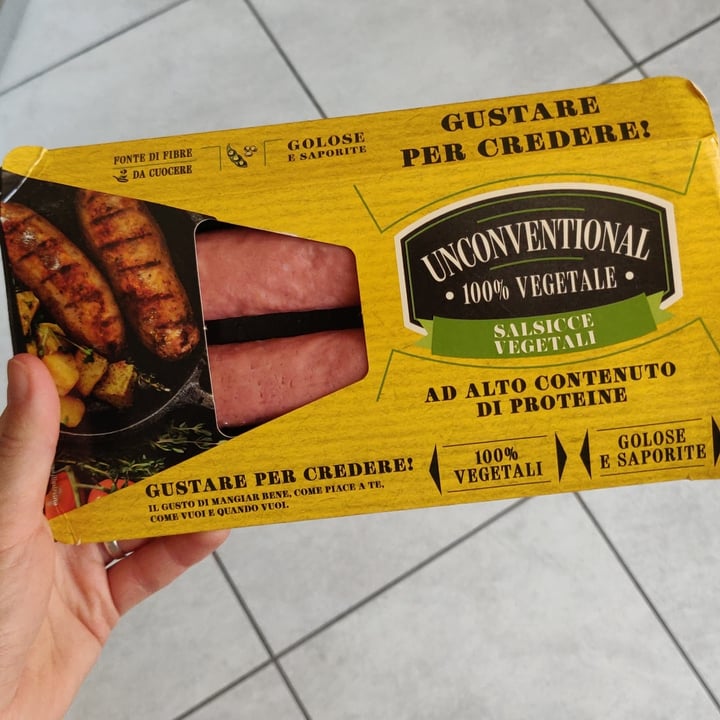 FONTE DI FIBRE
DA CUOCERE
GOLOSE
E SAPORITE
GUSTARE
PER CREDERE!
UNCONVENTIONAL
• 100% VEGETALE •
SALSICCE
VEGETALI
AD ALTO CONTENUTO
DI PROTEINE
100%
VEGETALI
GOLOSE
E SAPORITE
GUSTARE PER CREDERE!
IL GUSTO DI MANGIAR BENE, COME PIACE A TE,
COME VUOI E QUANDO VUOI.